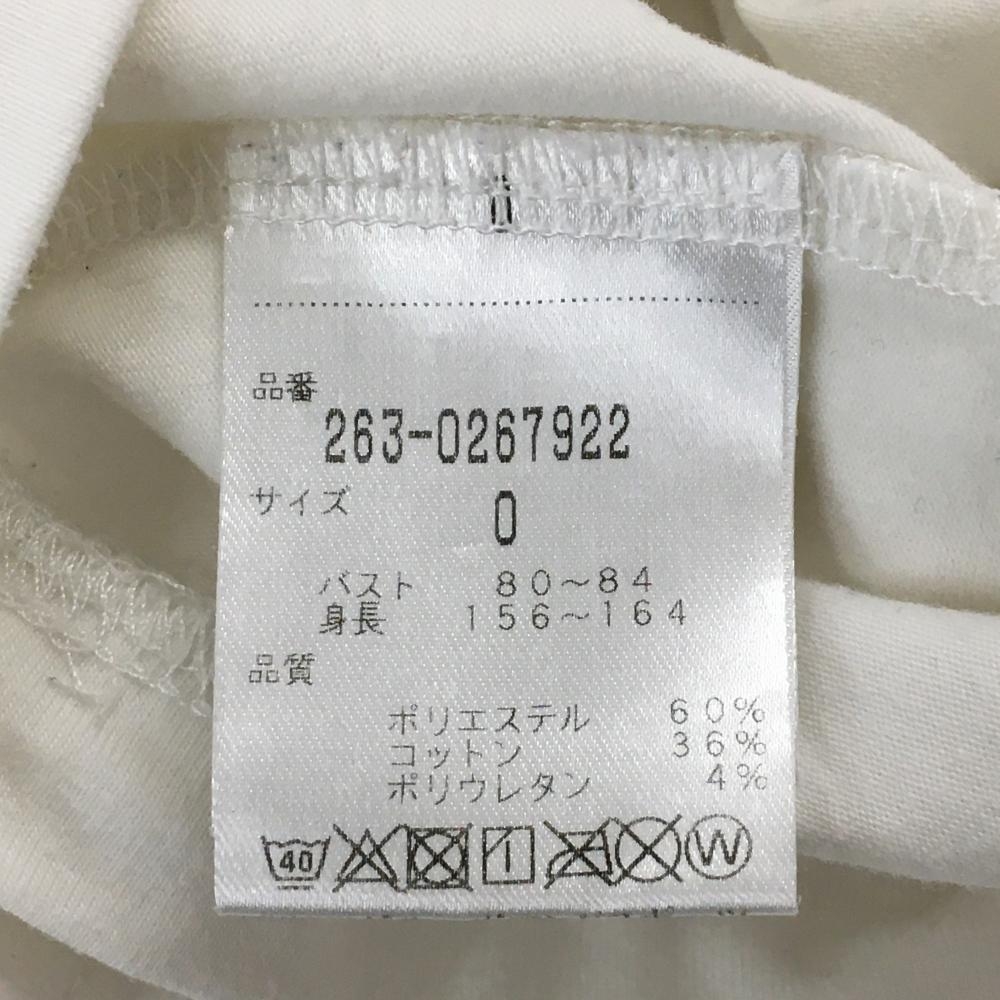 品番
263-0267922
サイズ
0
バスト 80~84
身長 156~164
品質
ポリエステル 60%
コットン 36%
ポリウレタン 4%
40 W